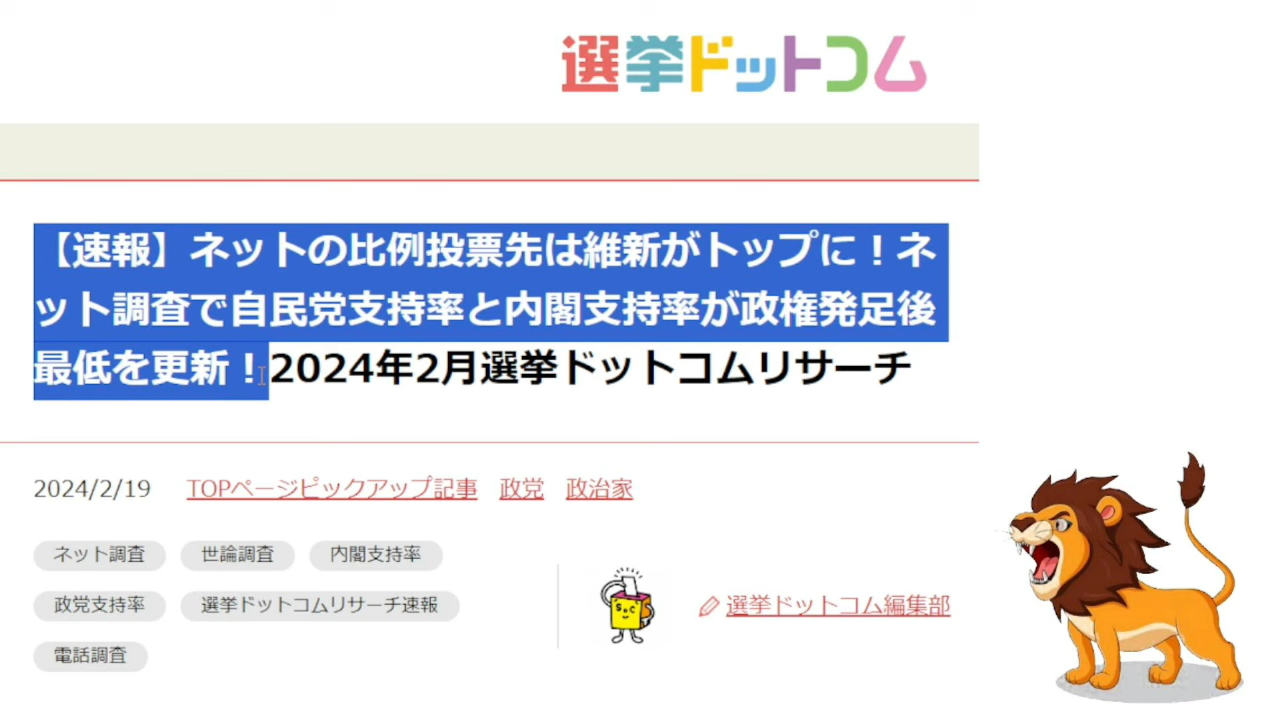 選挙ドットコム
【速報】ネットの比例投票先は維新がトップに！ネ
ット調査で自民党支持率と内閣支持率が政権発足後
最低を更新！2024年2月選挙ドットコムリサーチ
2024/2/19 TOPページピックアップ記事 政党 政治家
ネット調査 世論調査 内閣支持率
政党支持率 選挙ドットコムリサーチ速報
電話調査
選挙ドットコム編集部